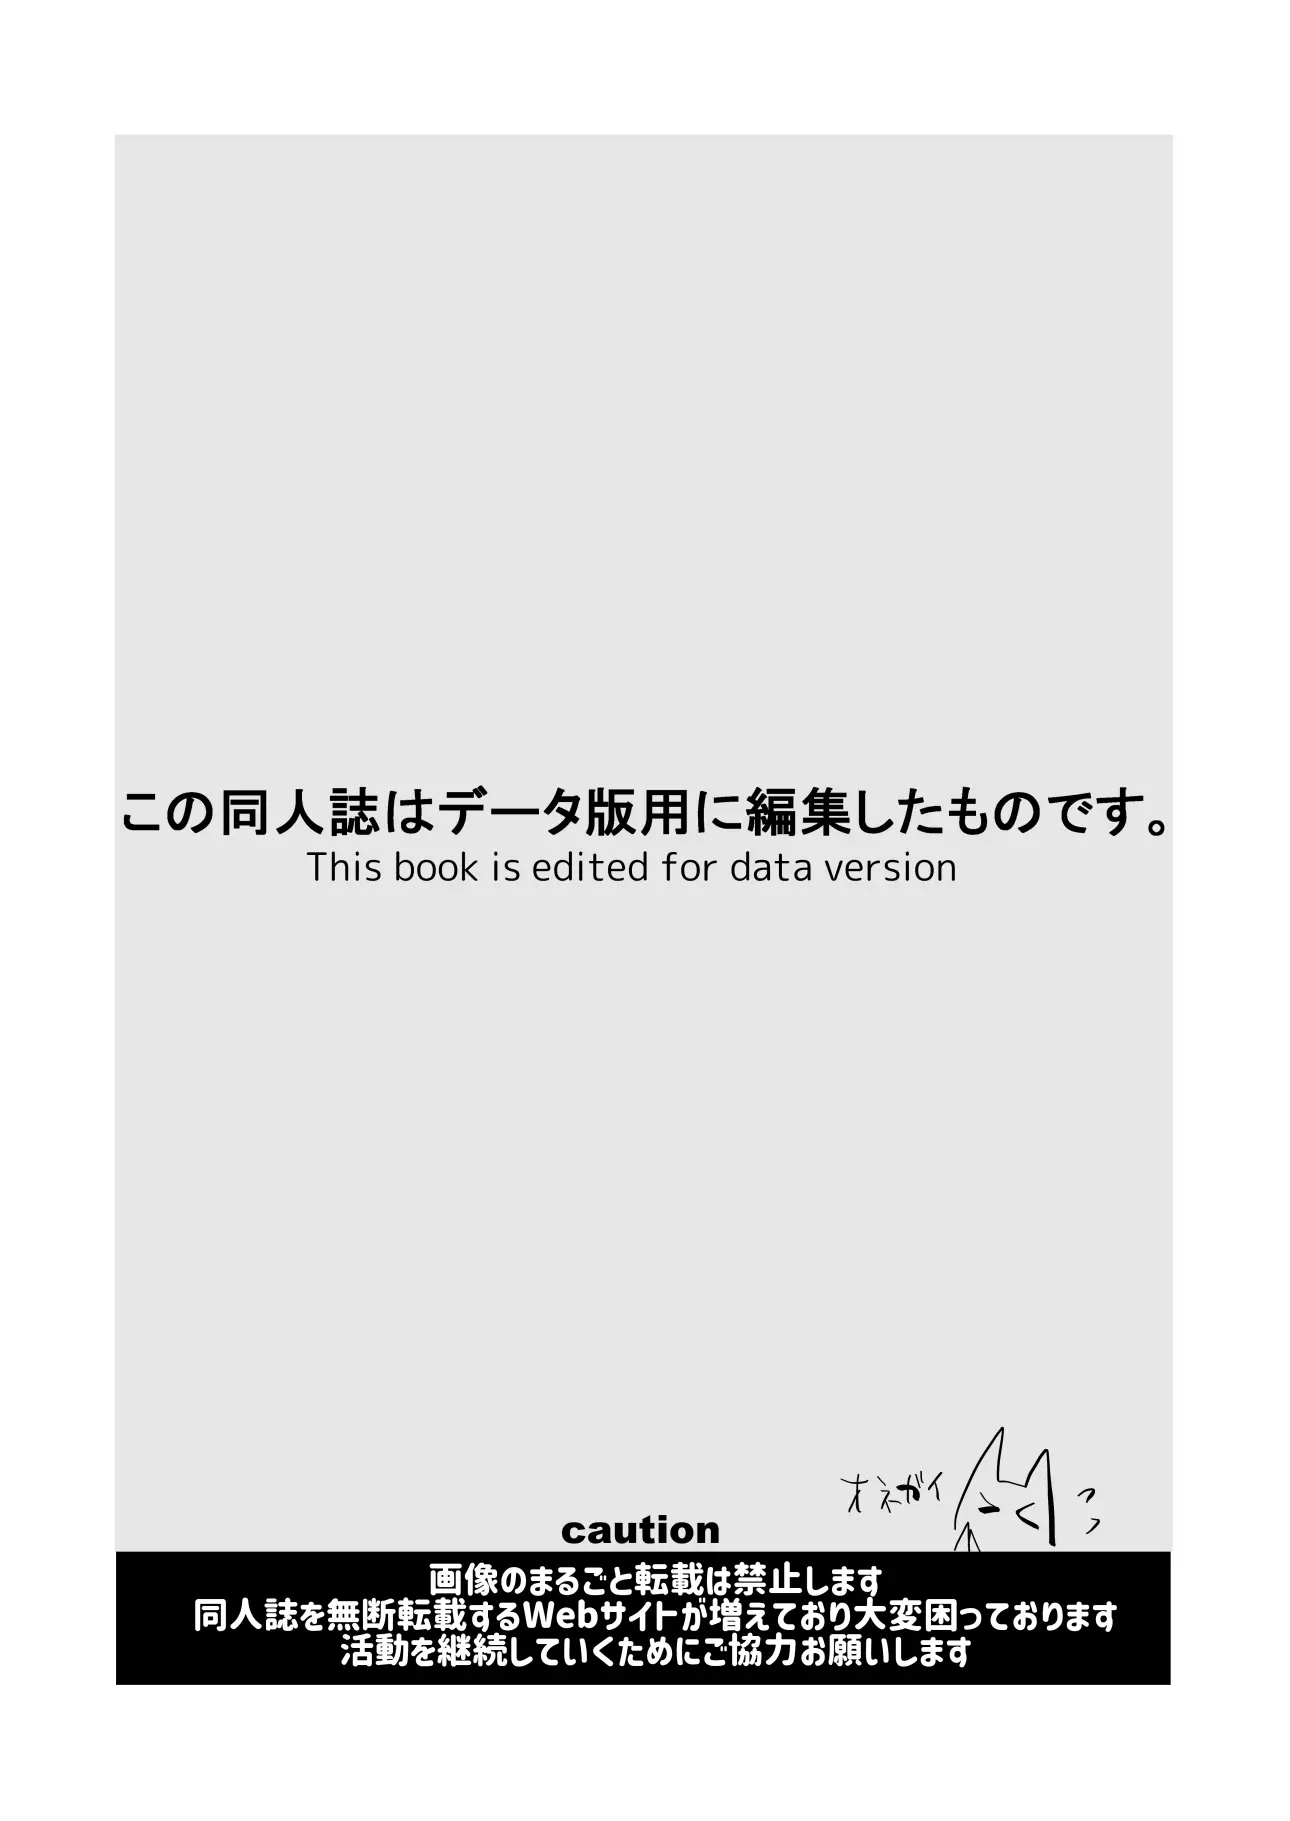 この同人誌はデータ版用に編集したものです。
This book is edited for data version
オネガイ
caution
画像のまるごと転載は禁止します
同人誌を無断転載するWebサイトが増えており大変困っております
活動を継続していくためにご協力お願いします